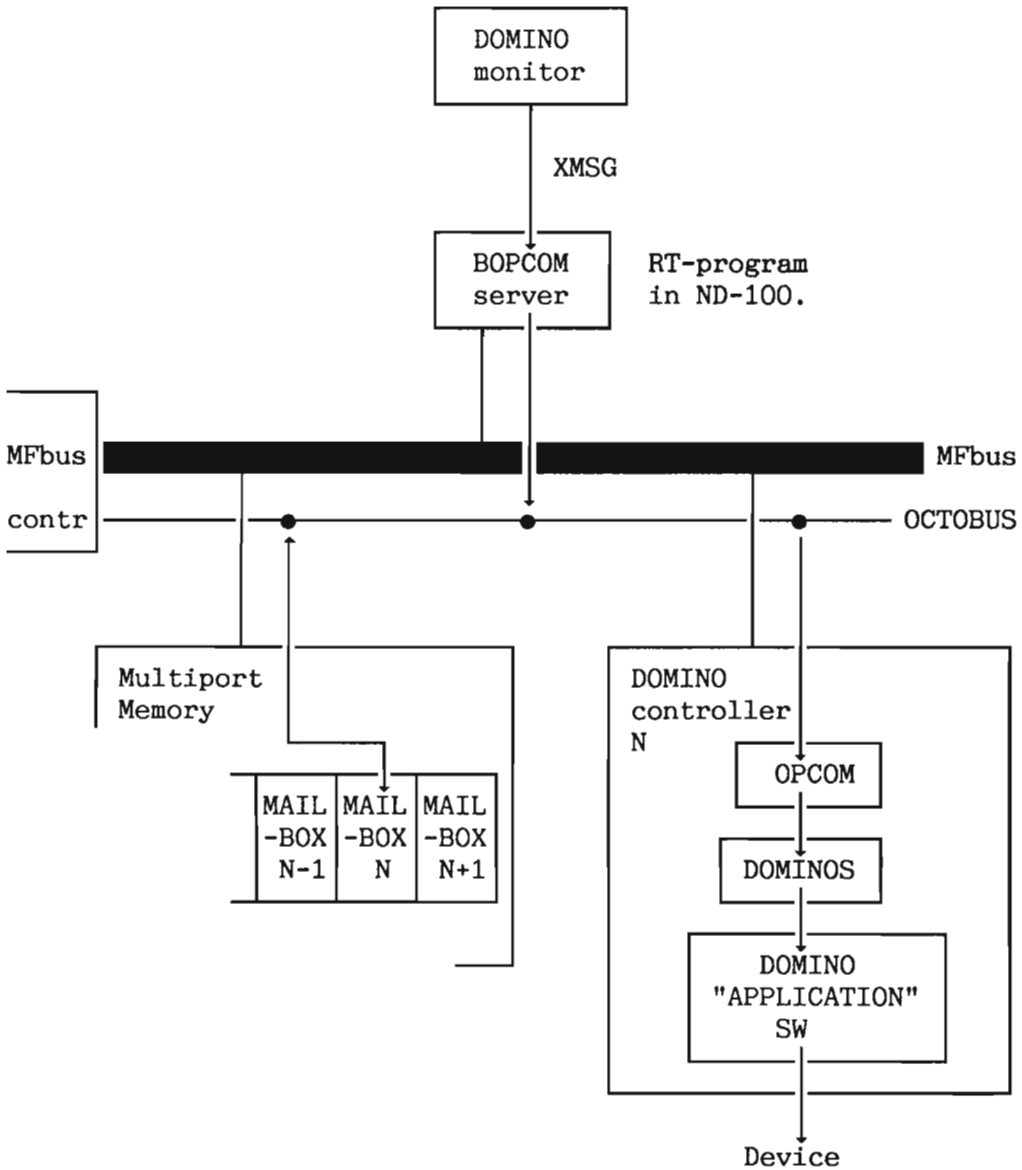 DOMINO
monitor
XMSG
BOPCOM
server
RT-program
in ND-100.
MFbus
MFbus
contr
OCTOBUS
Multiport
Memory
DOMINO
controller
N
OPCOM
MAIL
-BOX
N-1
MAIL
-BOX
N
MAIL
-BOX
N+1
DOMINOS
DOMINO
"APPLICATION"
SW
Device